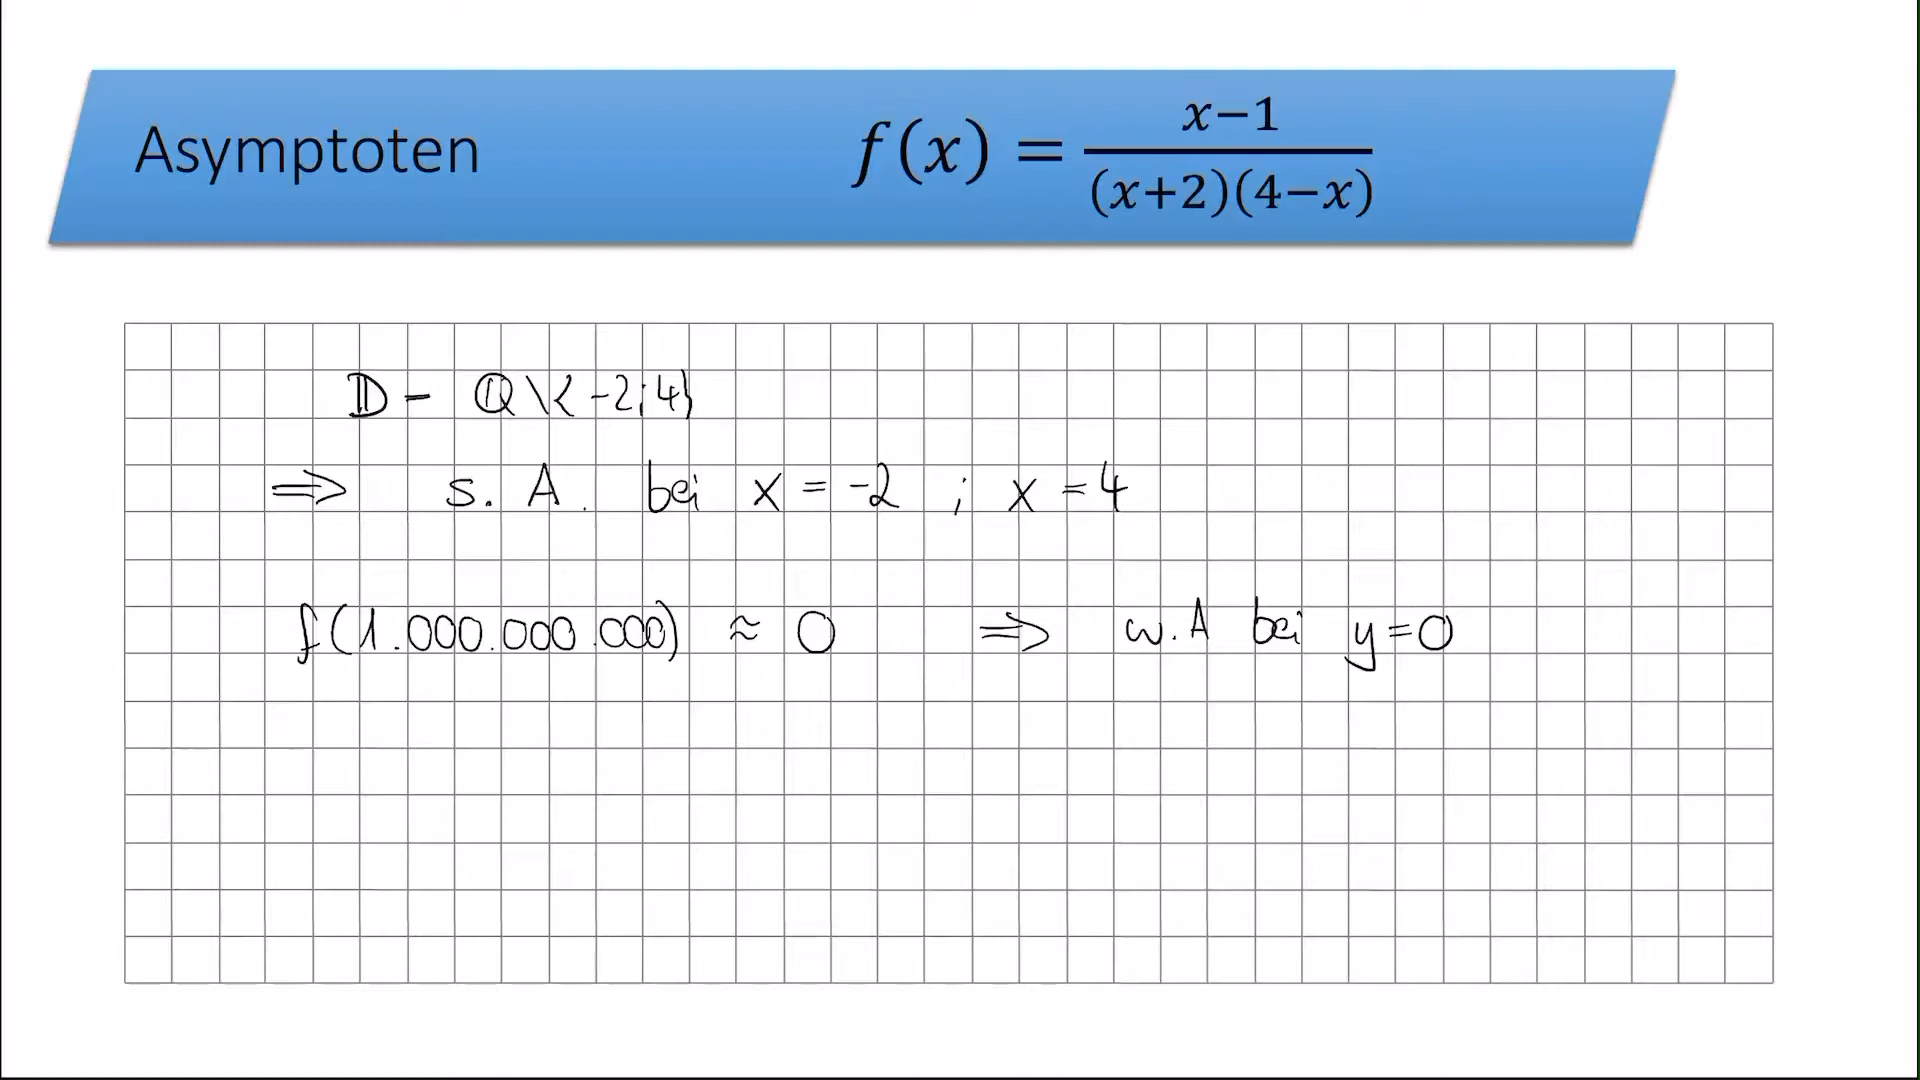 Asymptoten f(x) = x−1 / (x+2)(4−x)
𝔻 = ℚ\{-2;4}
⇒ s. A. bei x = -2 ; x = 4
f(1.000.000.000) ≈ 0 ⇒ w. A bei y=0